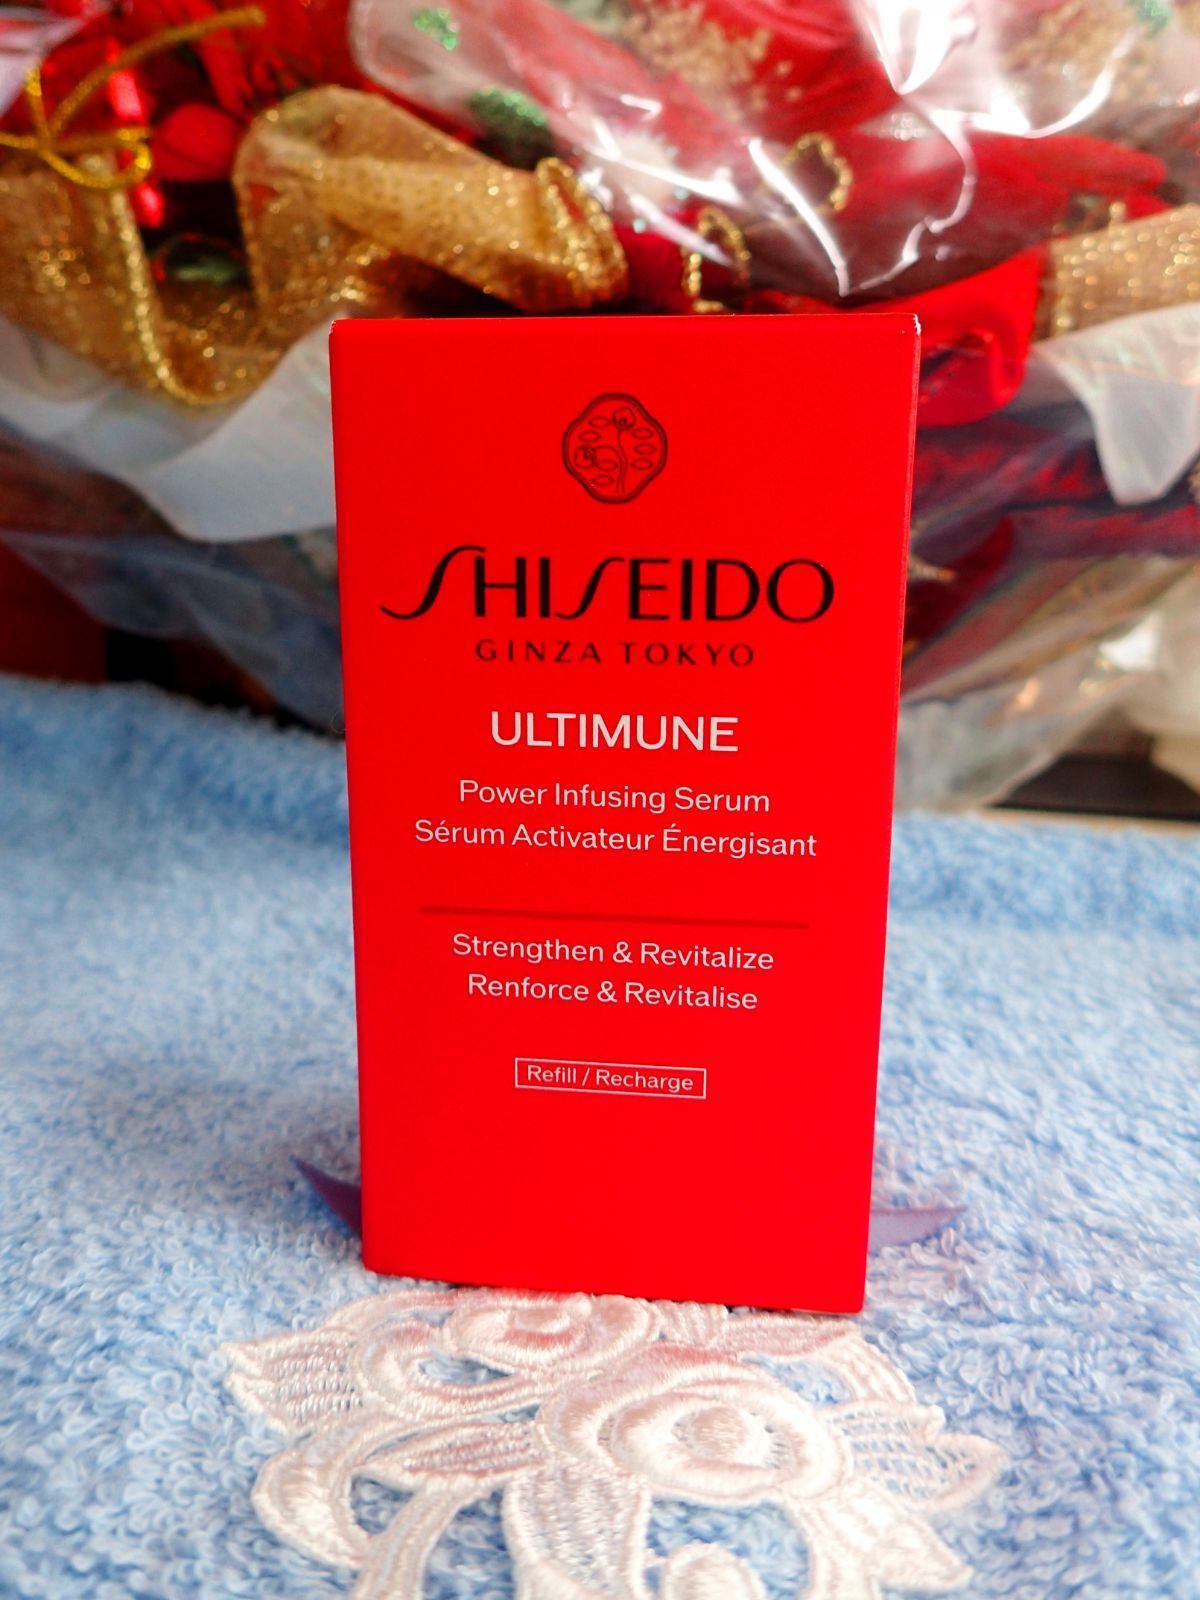 SHISEIDO
GINZA TOKYO
ULTIMUNE
Power Infusing Serum
Sérum Activateur Énergisant
Strengthen & Revitalize
Renforce & Revitalise
Refill / Recharge